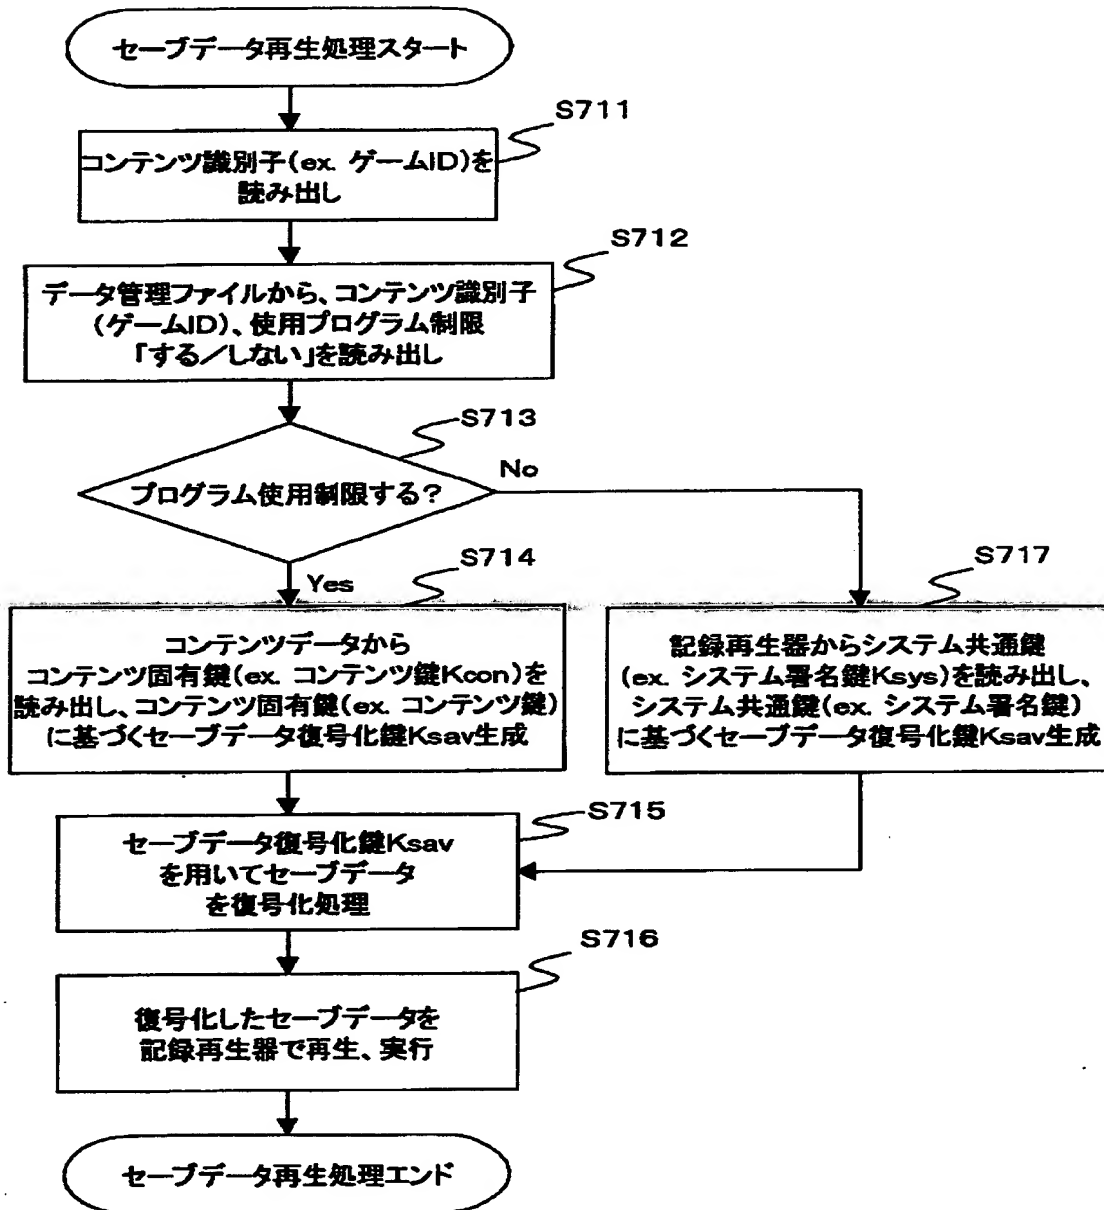 セーブデータ再生処理スタート
S711
コンテンツ識別子(ex. ゲームID)を
読み出し
S712
データ管理ファイルから、コンテンツ識別子
(ゲームID)、使用プログラム制限
「する/しない」を読み出し
S713
プログラム使用制限する?
No
Yes
S714
コンテンツデータから
コンテンツ固有鍵(ex. コンテンツ鍵Kcon)を
読み出し、コンテンツ固有鍵(ex. コンテンツ鍵)
に基づくセーブデータ復号化鍵Ksav生成
S717
記録再生器からシステム共通鍵
(ex. システム署名鍵Ksys)を読み出し、
システム共通鍵(ex. システム署名鍵)
に基づくセーブデータ復号化鍵Ksav生成
S715
セーブデータ復号化鍵Ksav
を用いてセーブデータ
を復号化処理
S716
復号化したセーブデータを
記録再生器で再生、実行
セーブデータ再生処理エンド